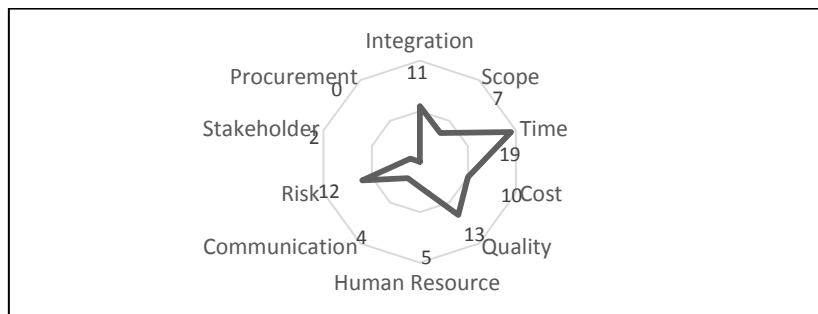 Integration
11
Procurement
Scope
0
7
Stakeholder
Time
2
19
Risk
12
10
Cost
Communication
4
13
Quality
5
Human Resource